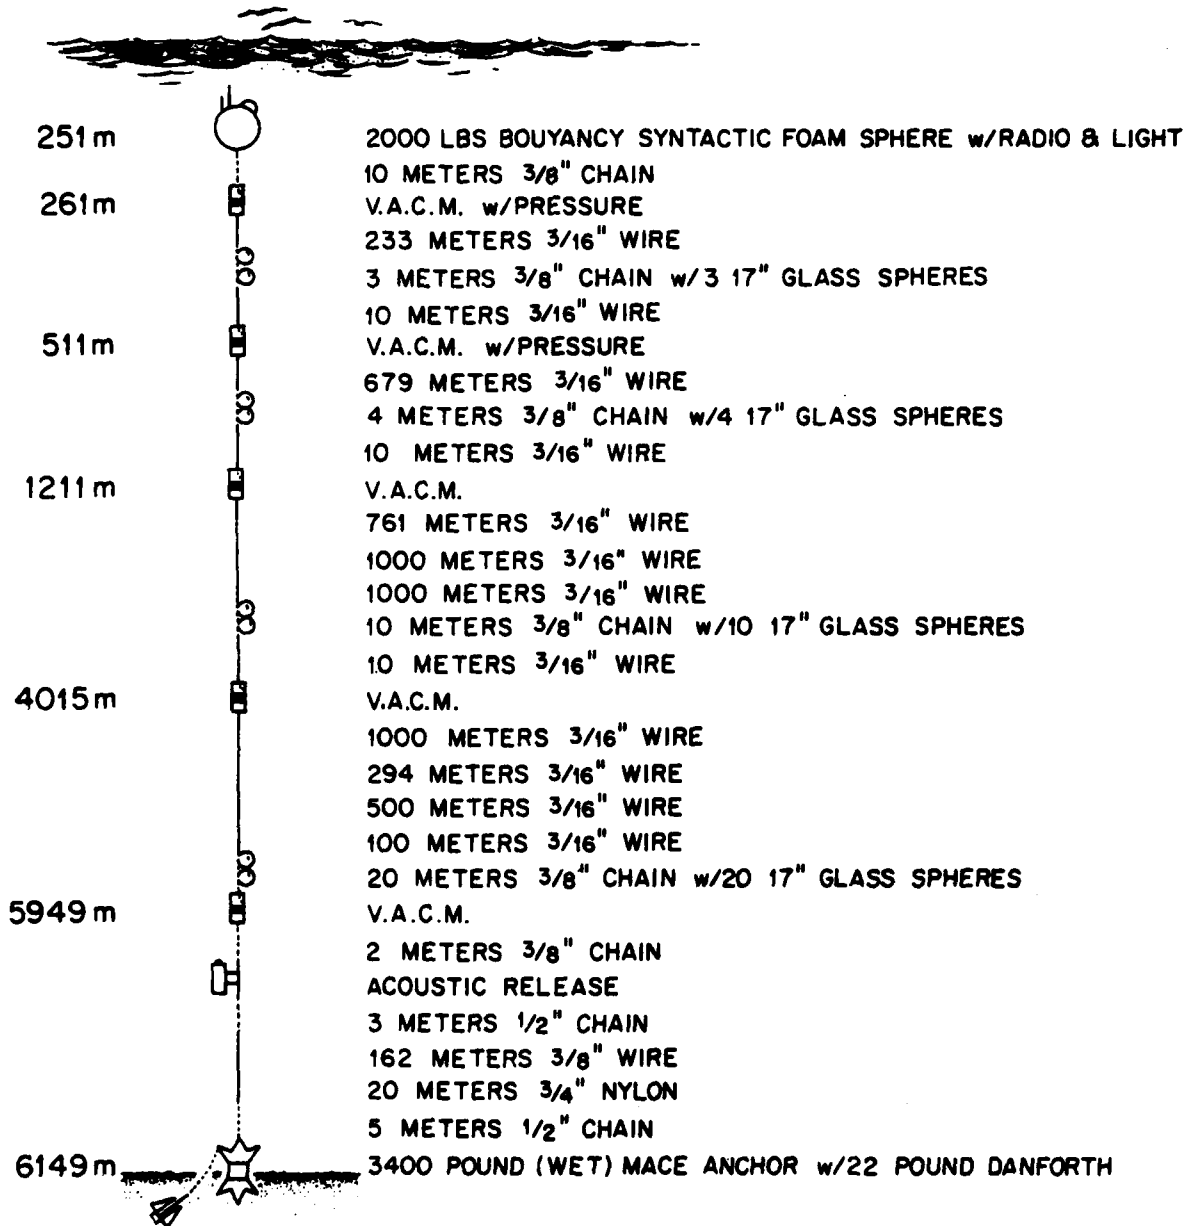 251m 2000 LBS BOUYANCY SYNTACTIC FOAM SPHERE w/RADIO & LIGHT
10 METERS 3/8" CHAIN
261m V.A.C.M. w/PRESSURE
233 METERS 3/16" WIRE
3 METERS 3/8" CHAIN w/3 17" GLASS SPHERES
10 METERS 3/16" WIRE
511m V.A.C.M. w/PRESSURE
679 METERS 3/16" WIRE
4 METERS 3/8" CHAIN w/4 17" GLASS SPHERES
10 METERS 3/16" WIRE
1211m V.A.C.M.
761 METERS 3/16" WIRE
1000 METERS 3/16" WIRE
1000 METERS 3/16" WIRE
10 METERS 3/8" CHAIN w/10 17" GLASS SPHERES
10 METERS 3/16" WIRE
4015m V.A.C.M.
1000 METERS 3/16" WIRE
294 METERS 3/16" WIRE
500 METERS 3/16" WIRE
100 METERS 3/16" WIRE
20 METERS 3/8" CHAIN w/20 17" GLASS SPHERES
5949m V.A.C.M.
2 METERS 3/8" CHAIN
ACOUSTIC RELEASE
3 METERS 1/2" CHAIN
162 METERS 3/8" WIRE
20 METERS 3/4" NYLON
5 METERS 1/2" CHAIN
6149m 3400 POUND (WET) MACE ANCHOR w/22 POUND DANFORTH